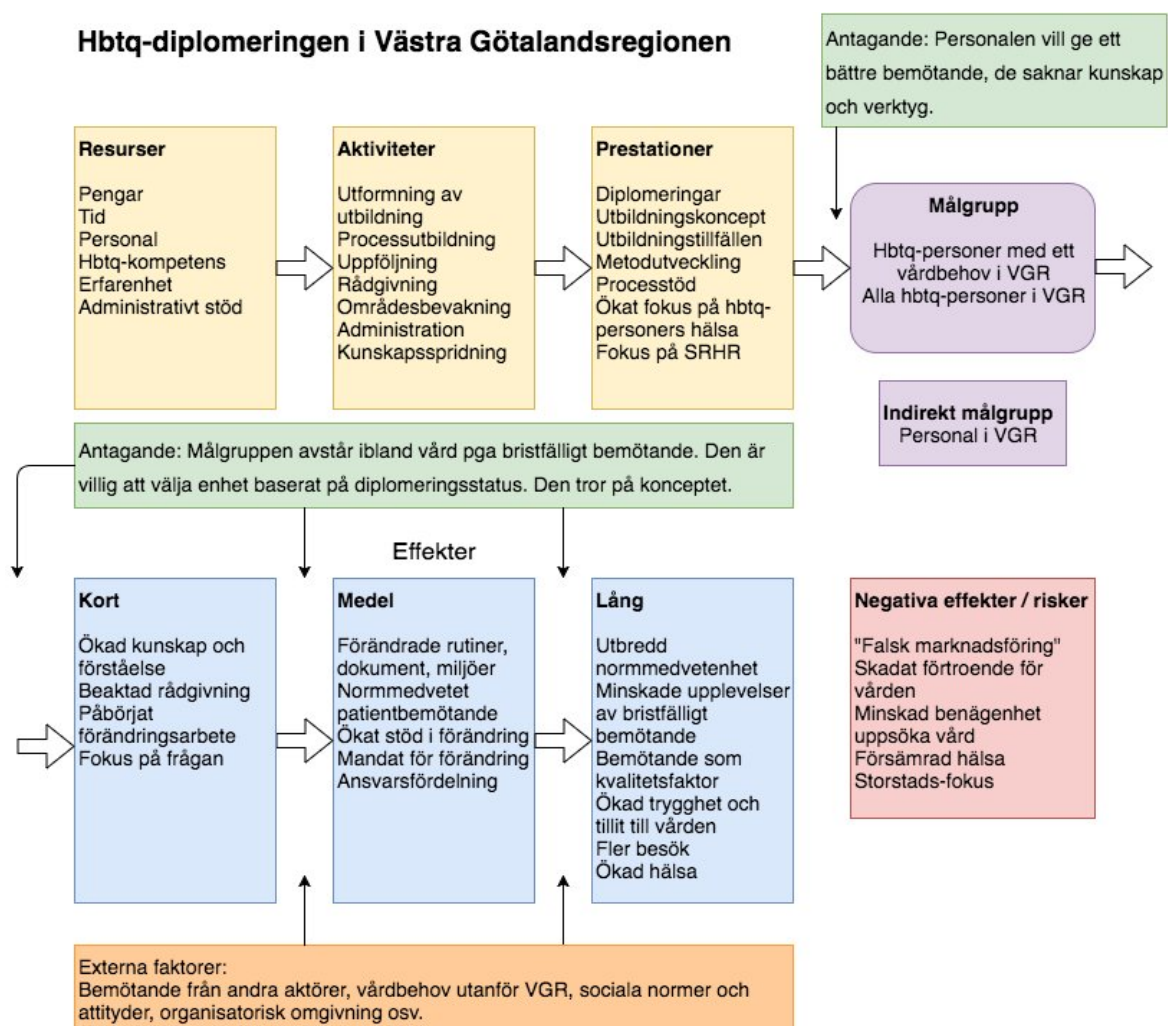 Hbtq-diplomeringen i Västra Götalandsregionen
Antagande: Personalen vill ge ett
bättre bemötande, de saknar kunskap
och verktyg.
Resurser
Pengar
Tid
Personal
Hbtq-kompetens
Erfarenhet
Administrativt stöd
Aktiviteter
Utformning av
utbildning
Processutbildning
Uppföljning
Rådgivning
Områdesbevakning
Administration
Kunskapsspridning
Prestationer
Diplomeringar
Utbildningskoncept
Utbildningstillfällen
Metodutveckling
Processtöd
Ökat fokus på hbtq-
personers hälsa
Fokus på SRHR
Målgrupp
Hbtq-personer med ett
vårdbehov i VGR
Alla hbtq-personer i VGR
Indirekt målgrupp
Personal i VGR
Antagande: Målgruppen avstår ibland vård pga bristfälligt bemötande. Den är
villig att välja enhet baserat på diplomeringsstatus. Den tror på konceptet.
Effekter
Kort
Ökad kunskap och
förståelse
Beaktad rådgivning
Påbörjat
förändringsarbete
Fokus på frågan
Medel
Förändrade rutiner,
dokument, miljöer
Normmedvetet
patientbemötande
Ökat stöd i förändring
Mandat för förändring
Ansvarsfördelning
Lång
Utbredd
normmedvetenhet
Minskade upplevelser
av bristfälligt
bemötande
Bemötande som
kvalitetsfaktor
Ökad trygghet och
tillit till vården
Fler besök
Ökad hälsa
Negativa effekter / risker
"Falsk marknadsföring"
Skadat förtroende för
vården
Minskad benägenhet
uppsöka vård
Försämrad hälsa
Storstads-fokus
Externa faktorer:
Bemötande från andra aktörer, vårdbehov utanför VGR, sociala normer och
attityder, organisatorisk omgivning osv.